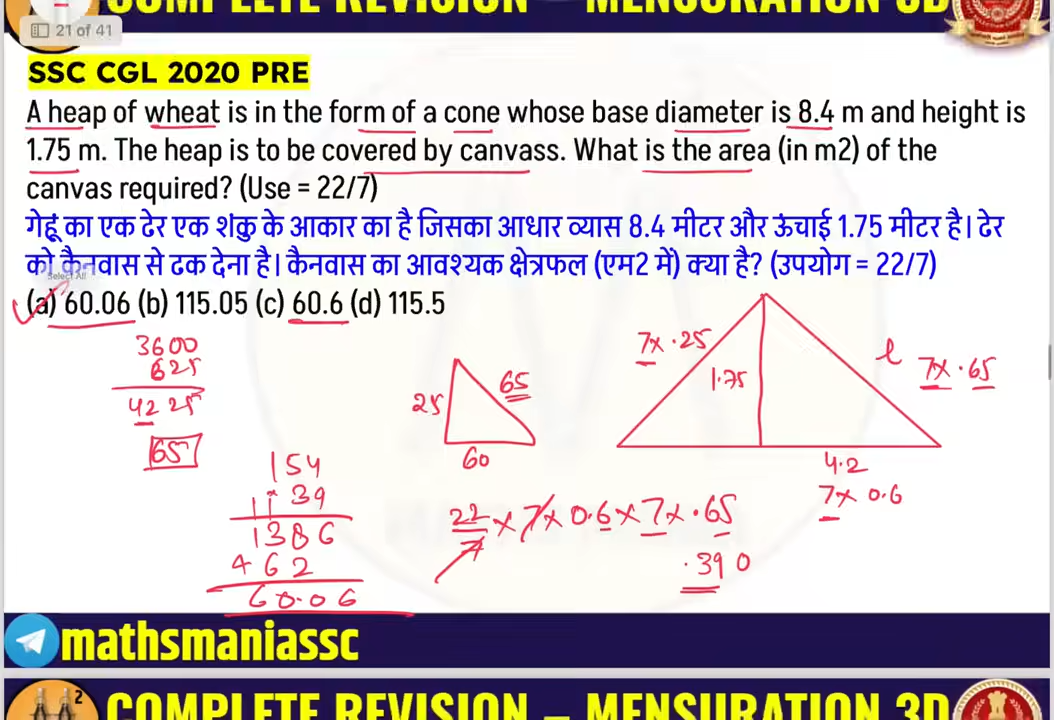 COMPLETE REVISION – MENSURATION 3D
21 of 41
SSC CGL 2020 PRE
A heap of wheat is in the form of a cone whose base diameter is 8.4 m and height is
1.75 m. The heap is to be covered by canvass. What is the area (in m2) of the
canvas required? (Use = 22/7)
गेहूं का एक ढेर एक शंकु के आकार का है जिसका आधार व्यास 8.4 मीटर और ऊंचाई 1.75 मीटर है। ढेर
को कैनवास से ढक देना है। कैनवास का आवश्यक क्षेत्रफल (एम2 में) क्या है? (उपयोग = 22/7)
Select All
(a) 60.06 (b) 115.05 (c) 60.6 (d) 115.5
3600
625
4225
65
25
65
60
7x .25
1.75
l
7x .65
4.2
7x 0.6
154
39
1386
462
60.06
22/7 x 7 x 0.6 x 7 x .65
.390
mathsmaniassc
2
COMPLETE REVISION – MENSURATION 3D